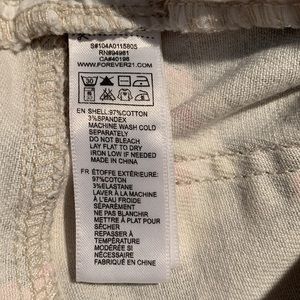 S#104A0115805
RN#94961
CA#40198
WWW.FOREVER21.COM
30
EN SHELL:97%COTTON
3%SPANDEX
MACHINE WASH COLD
SEPARATELY
DO NOT BLEACH
LAY FLAT TO DRY
IRON LOW IF NEEDED
MADE IN CHINA
FR ÉTOFFE EXTÉRIEURE:
97%COTON
3%ELASTANE
LAVER À LA MACHINE
À L'EAU FROIDE
SÉPARÉMENT
NE PAS BLANCHIR
METTRE À PLAT POUR
SÉCHER
REPASSER À
TEMPÉRATURE
MODÉRÉE SI
NÉCESSAIRE
FABRIQUÉ EN CHINE